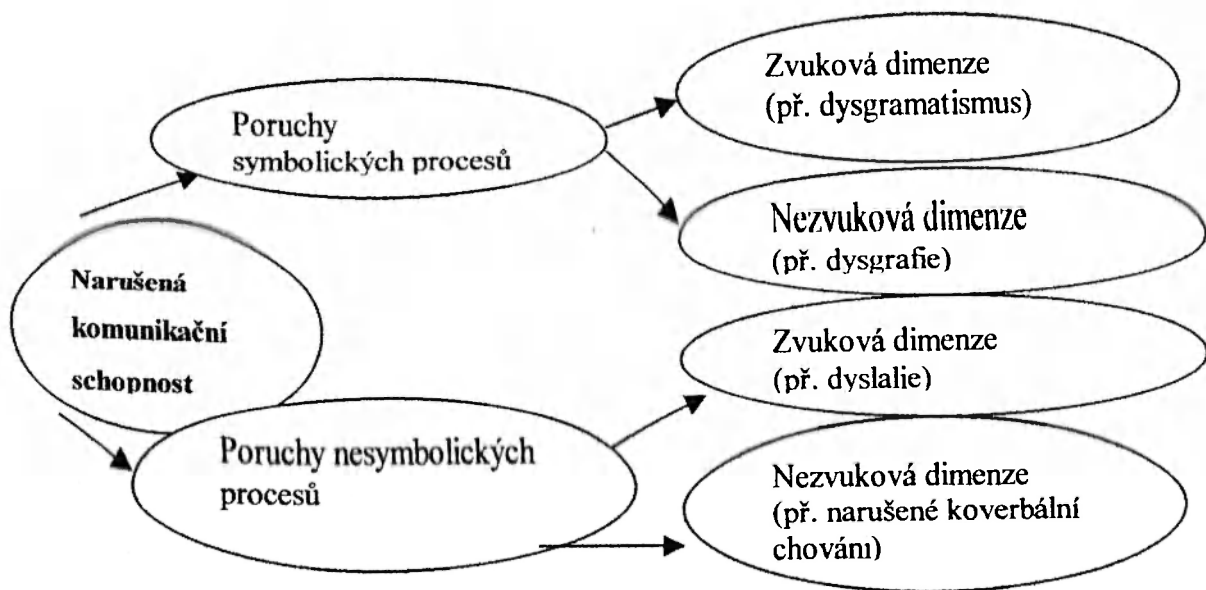 Zvuková dimenze
(př. dysgramatismus)
Poruchy
symbolických procesů
Nezvuková dimenze
(př. dysgrafie)
Narušená
komunikační
schopnost
Zvuková dimenze
(př. dyslalie)
Poruchy nesymbolických
procesů
Nezvuková dimenze
(př. narušené koverbální
chování)